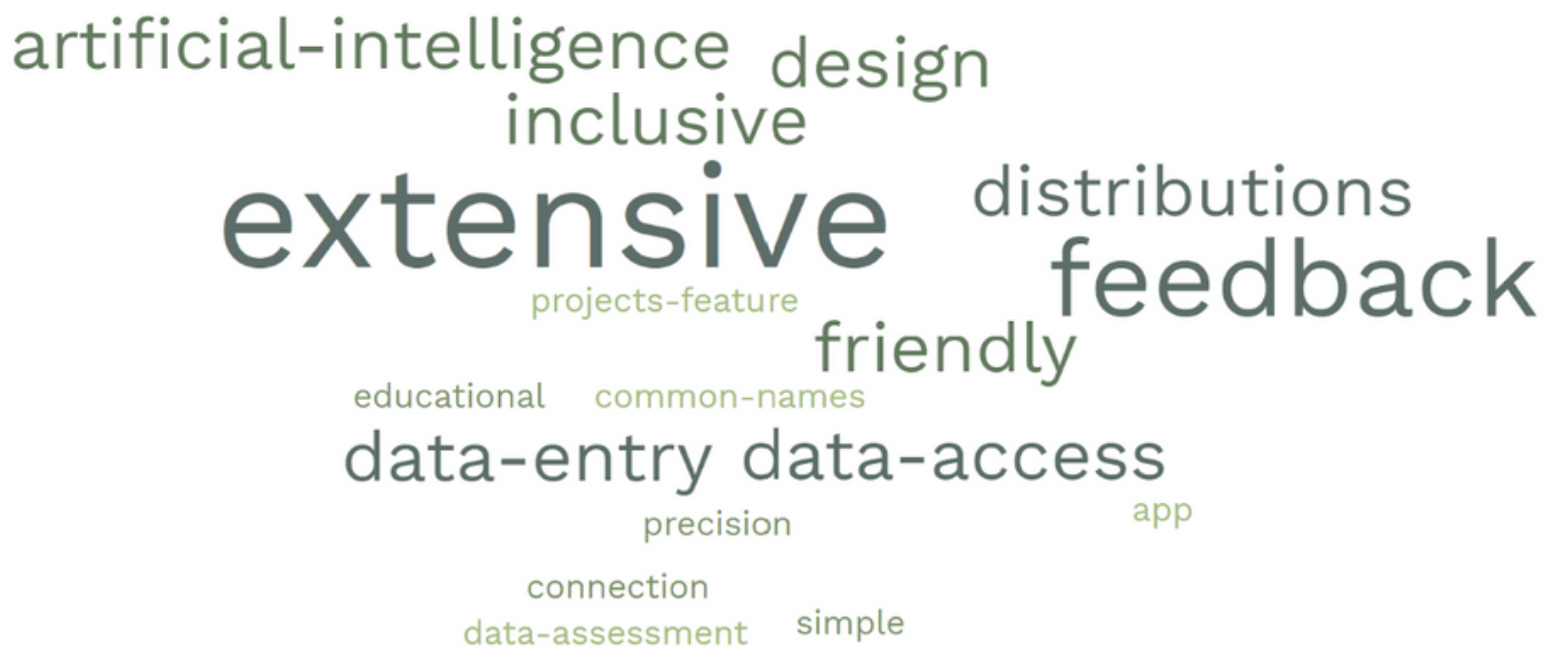 artificial-intelligence design
inclusive
extensive distributions
feedback
projects-feature
friendly
educational common-names
data-entry data-access
precision app
connection
data-assessment simple